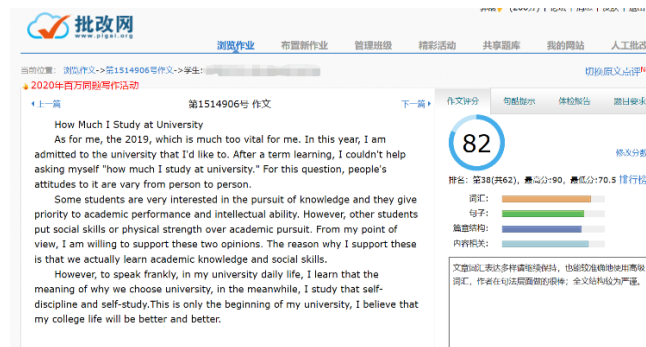 批改网
www.pigai.org
浏览作业 布置新作业 管理班级 精彩活动 共享题库 我的网站 人工批改
当前位置: 浏览作文->第1514906号作文->学生:
切换原文点评
2020年百万同题写作活动
上一篇 第1514906号 作文 下一篇
How Much I Study at University
As for me, the 2019, which is much too vital for me. In this year, I am
admitted to the university that I'd like to. After a term learning, I couldn't help
asking myself "how much I study at university." For this question, people's
attitudes to it are vary from person to person.
Some students are very interested in the pursuit of knowledge and they give
priority to academic performance and intellectual ability. However, other students
put social skills or physical strength over academic pursuit. From my point of
view, I am willing to support these two opinions. The reason why I support these
is that we actually learn academic knowledge and social skills.
However, to speak frankly, in my university daily life, I learn that the
meaning of why we choose university, in the meanwhile, I study that self-
discipline and self-study.This is only the beginning of my university, I believe that
my college life will be better and better.
作文评分 句酷提示 体检报告 题目要求
82
修改分数
排名: 第38(共62), 最高分:90, 最低分:70.5 排行榜
词汇:
句子:
篇章结构:
内容相关:
文章词汇表达多样请继续保持，也能较准确地使用高级
词汇，作者在句法层面做的很棒；全文结构较为严谨。